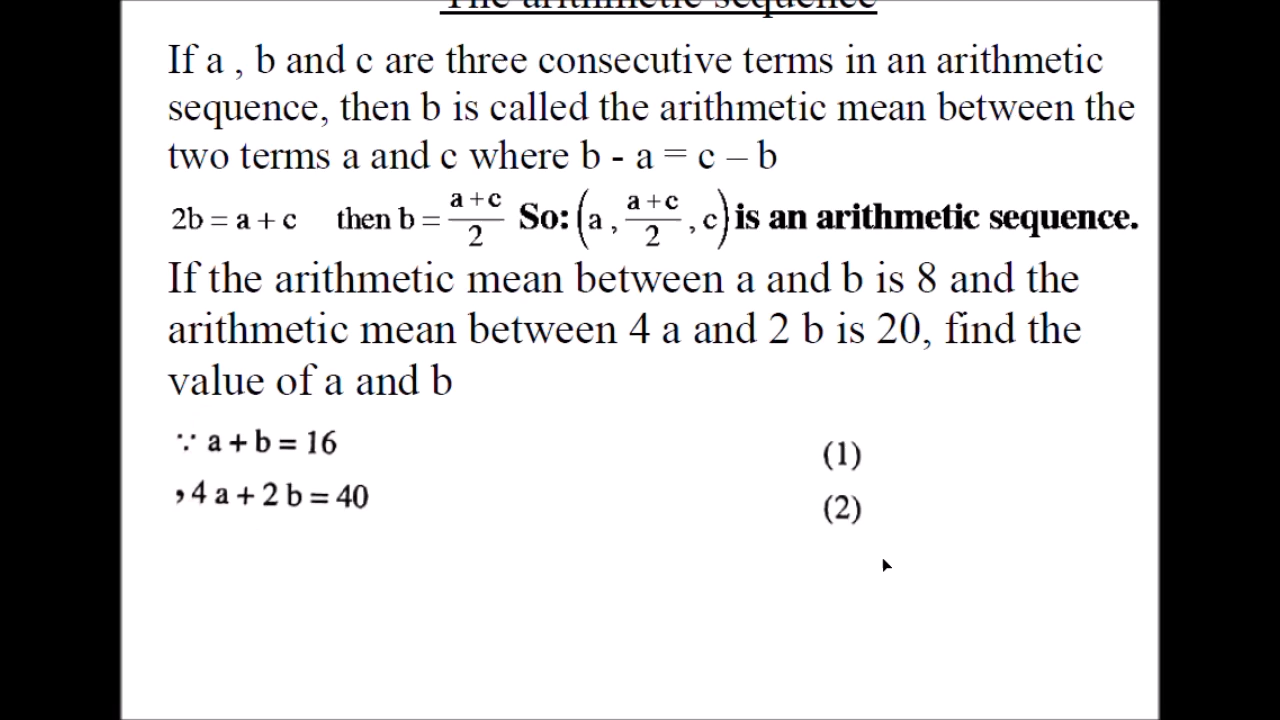 The arithmetic sequence
If a , b and c are three consecutive terms in an arithmetic
sequence, then b is called the arithmetic mean between the
two terms a and c where b - a = c – b
2b = a + c then b = a + c / 2 So: (a , a + c / 2 , c) is an arithmetic sequence.
If the arithmetic mean between a and b is 8 and the
arithmetic mean between 4 a and 2 b is 20, find the
value of a and b
∵ a + b = 16 (1)
, 4 a + 2 b = 40 (2)